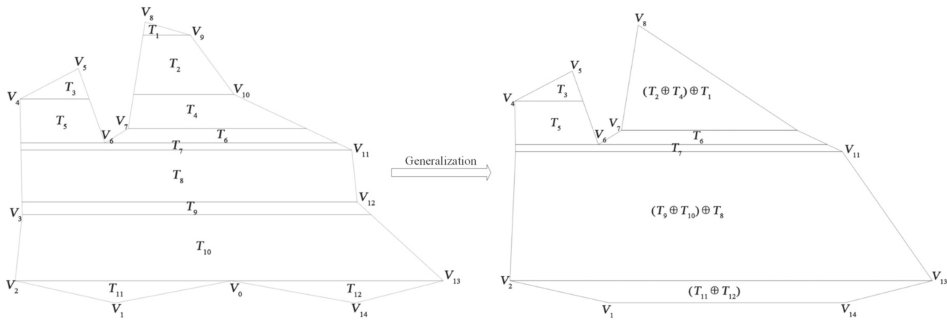 V₈
T₁ V₉
V₅
T₂
T₃
V₄ V₁₀
T₅ V₇ T₄
V₆ T₆
T₇ V₁₁
T₈
V₁₂
V₃ T₉
T₁₀
V₂ V₁₃
T₁₁ V₀ T₁₂
V₁ V₁₄
Generalization
V₈
V₅
T₃ (T₂ ⊕ T₄) ⊕ T₁
V₄
T₅ V₇
V₆ T₆
T₇ V₁₁
(T₉ ⊕ T₁₀) ⊕ T₈
V₂ V₁₃
(T₁₁ ⊕ T₁₂)
V₁ V₁₄